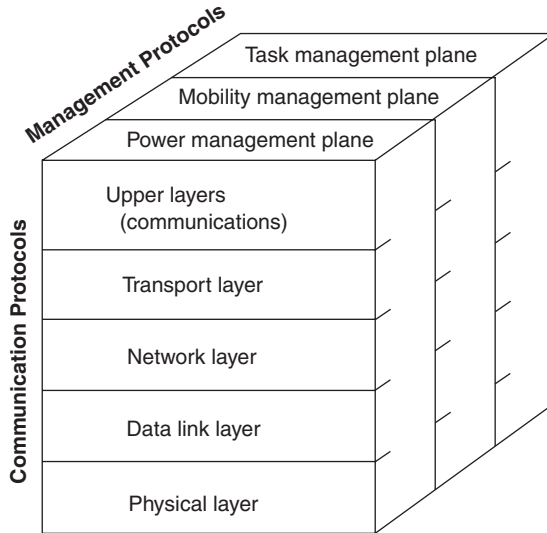 Management Protocols
Task management plane
Mobility management plane
Power management plane
Communication Protocols
Upper layers
(communications)
Transport layer
Network layer
Data link layer
Physical layer